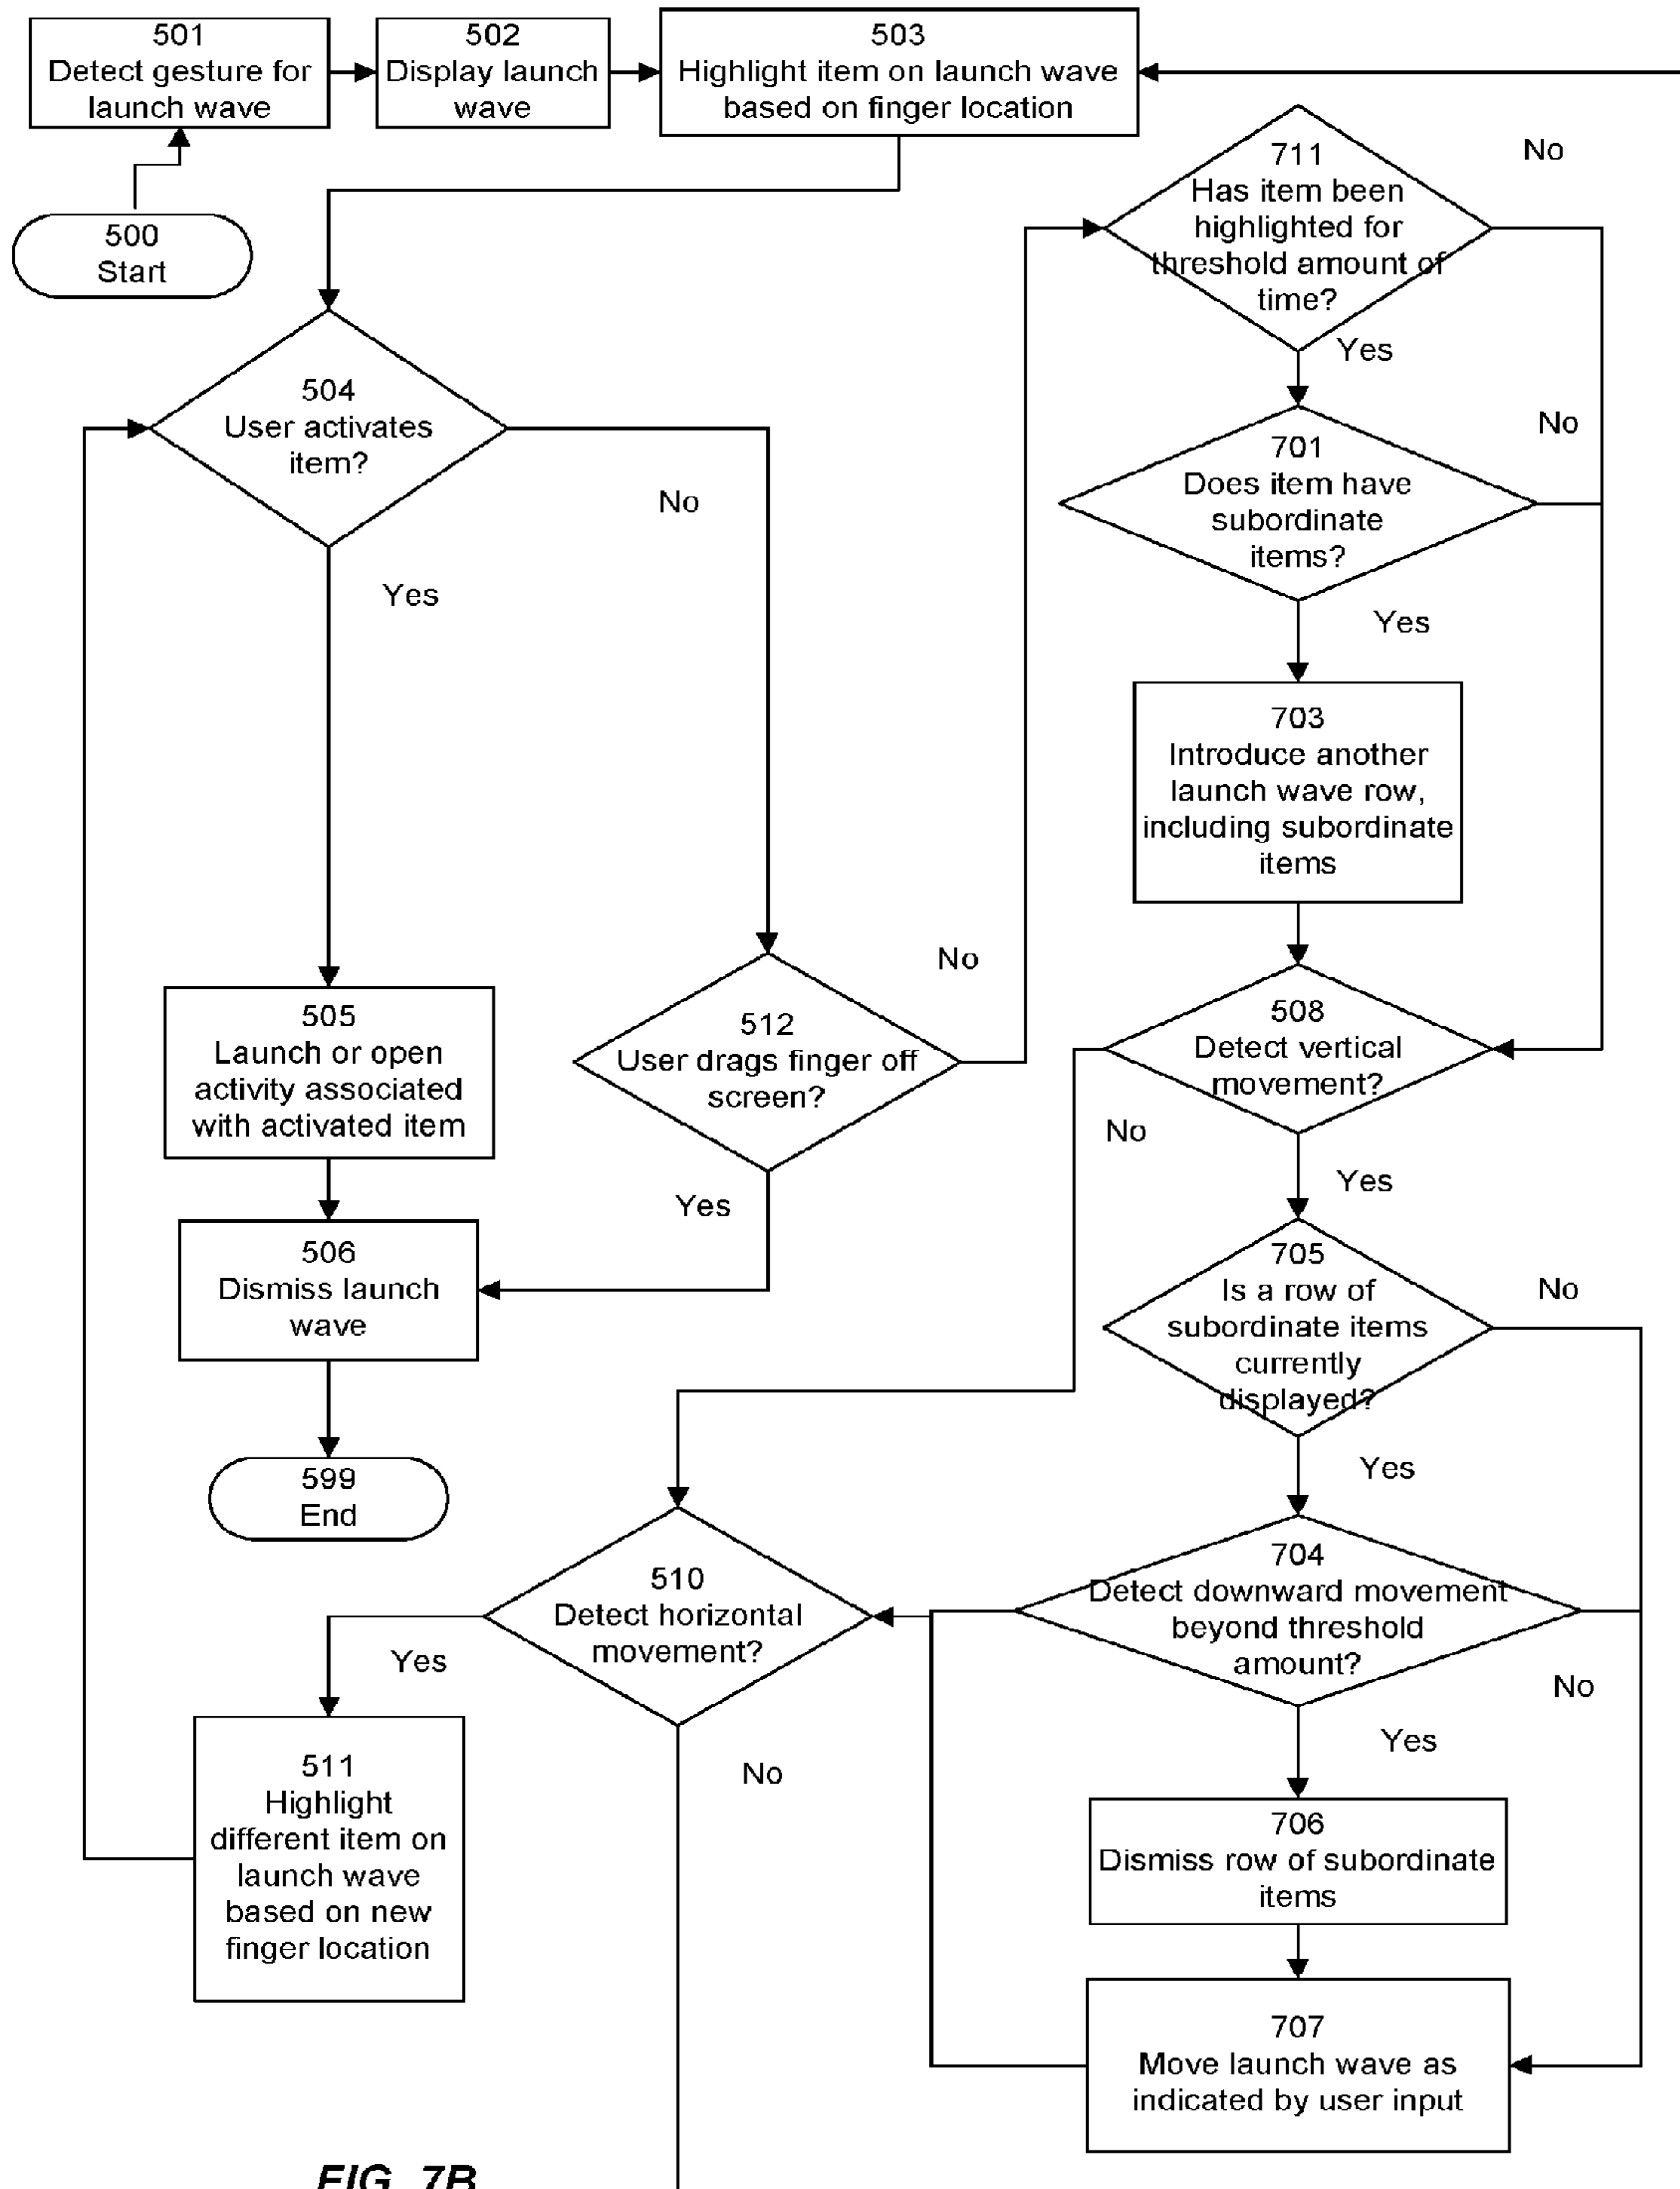 501
Detect gesture for
launch wave
502
Display launch
wave
503
Highlight item on launch wave
based on finger location
500
Start
711
Has item been
highlighted for
threshold amount of
time?
No
Yes
504
User activates
item?
No
Yes
701
Does item have
subordinate
items?
No
Yes
703
Introduce another
launch wave row,
including subordinate
items
505
Launch or open
activity associated
with activated item
512
User drags finger off
screen?
No
Yes
508
Detect vertical
movement?
No
Yes
506
Dismiss launch
wave
705
Is a row of
subordinate items
currently
displayed?
No
Yes
599
End
510
Detect horizontal
movement?
Yes
No
704
Detect downward movement
beyond threshold
amount?
No
Yes
511
Highlight
different item on
launch wave
based on new
finger location
706
Dismiss row of subordinate
items
707
Move launch wave as
indicated by user input
FIG. 7B